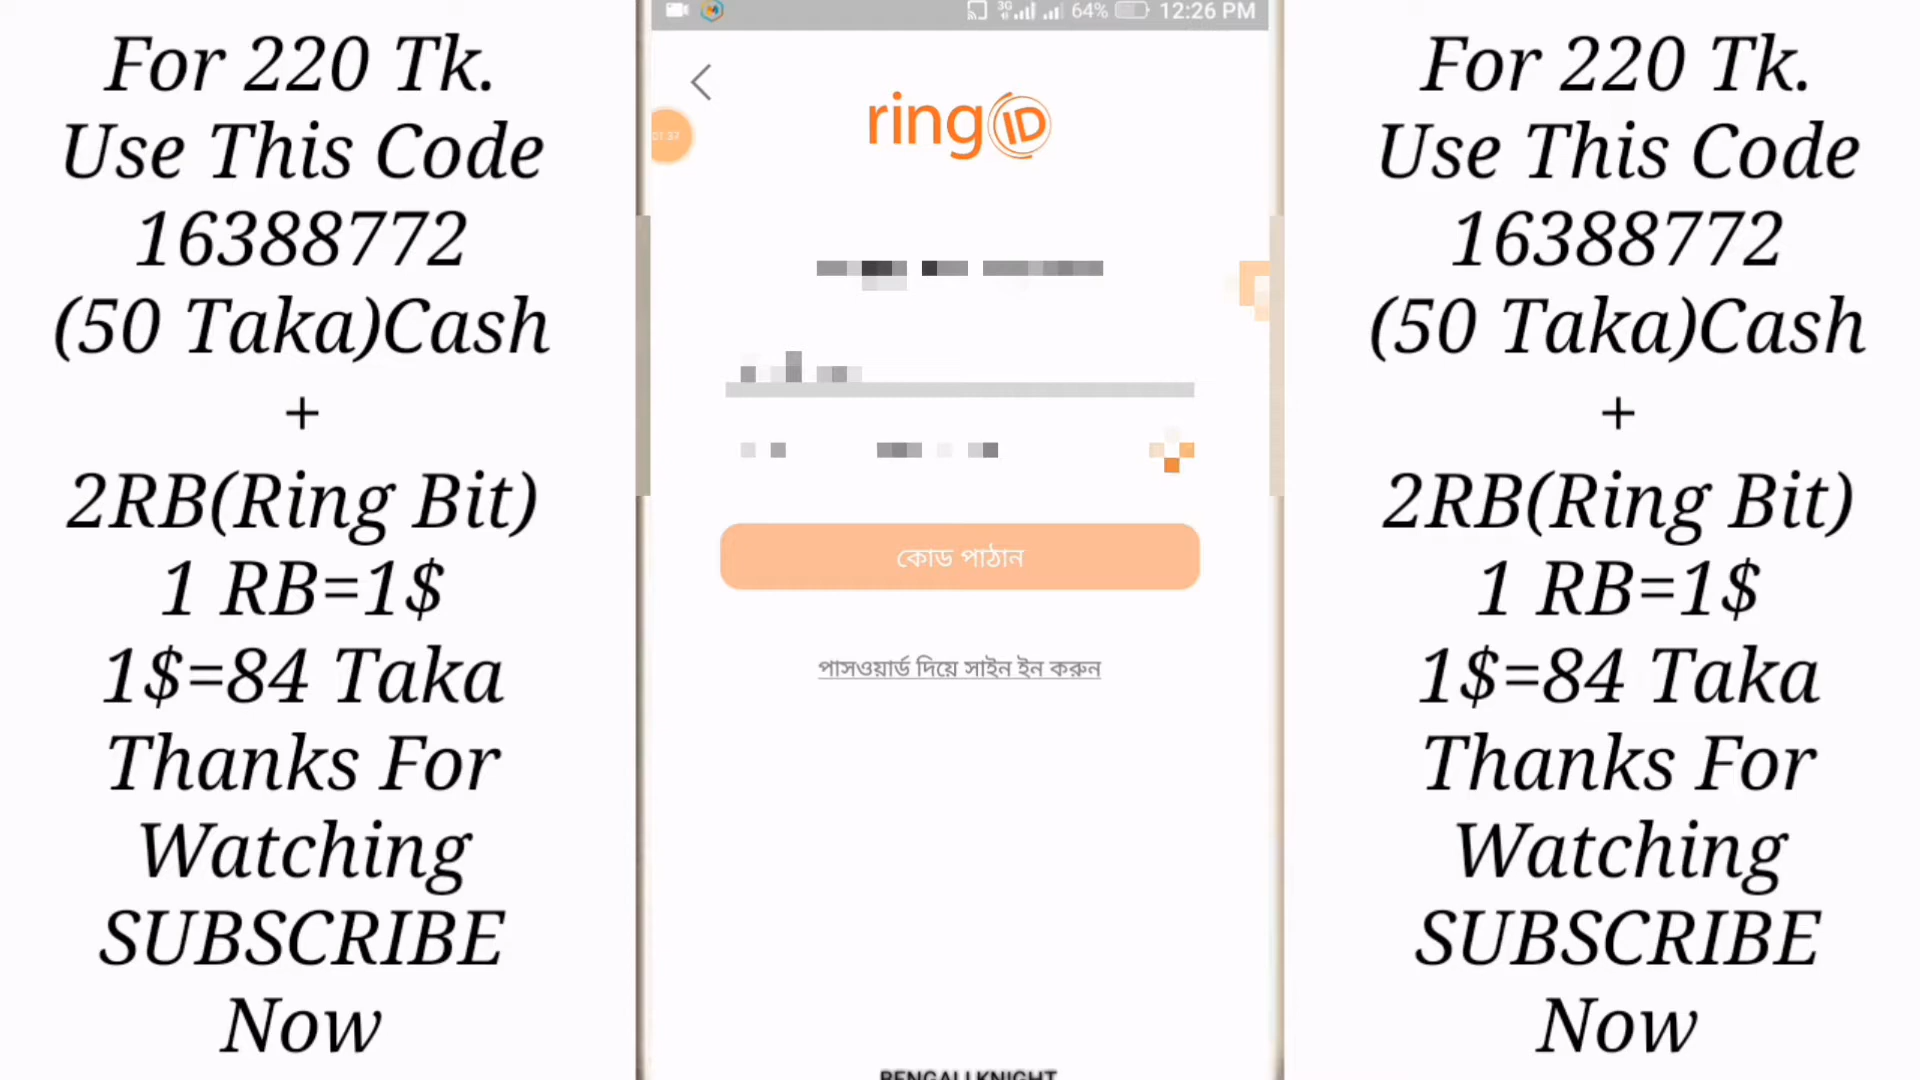 For 220 Tk.
Use This Code
16388772
(50 Taka)Cash
+
2RB(Ring Bit)
1 RB=1$
1$=84 Taka
Thanks For
Watching
SUBSCRIBE
Now
3G 64% 12:26 PM
ringID
কোড পাঠান
পাসওয়ার্ড দিয়ে সাইন ইন করুন
BENGALI KNIGHT
For 220 Tk.
Use This Code
16388772
(50 Taka)Cash
+
2RB(Ring Bit)
1 RB=1$
1$=84 Taka
Thanks For
Watching
SUBSCRIBE
Now